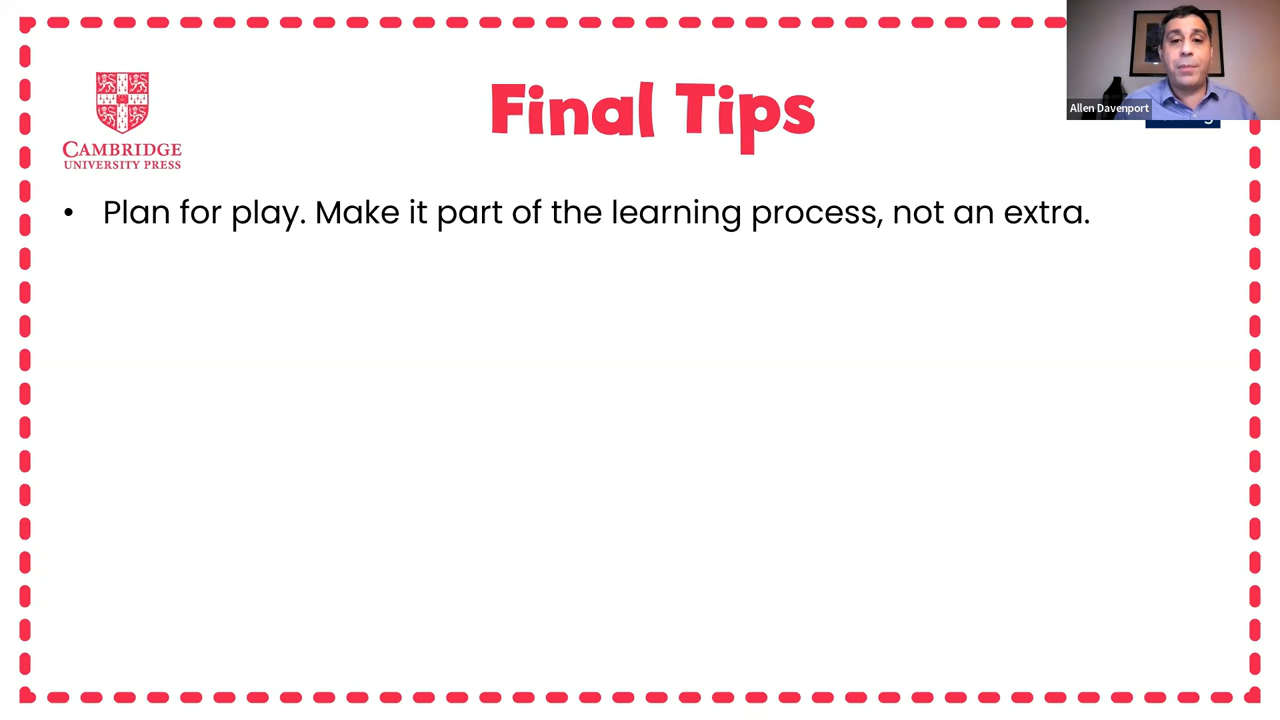 Final Tips
Allen Davenport
CAMBRIDGE
UNIVERSITY PRESS
• Plan for play. Make it part of the learning process, not an extra.